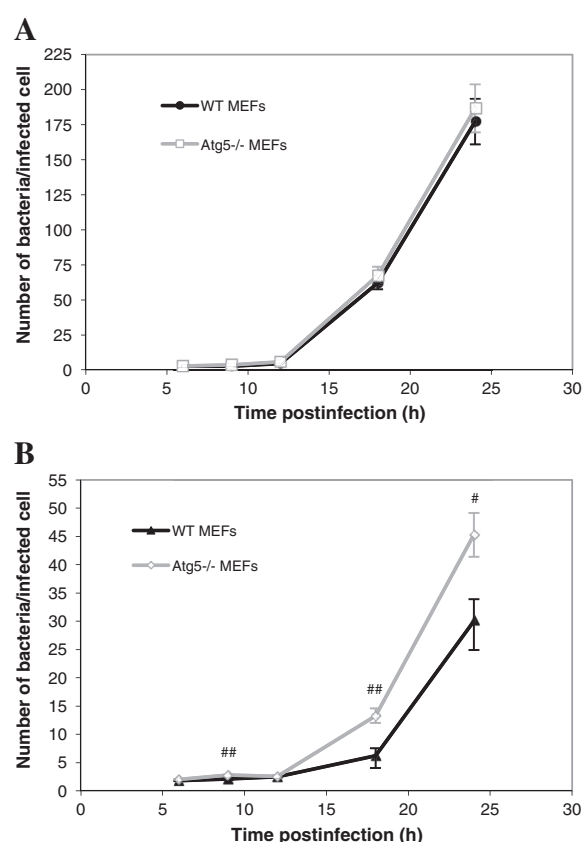 A
Number of bacteria/infected cell
225
200
175
150
125
100
75
50
25
0
WT MEFs
Atg5-/- MEFs
0 5 10 15 20 25 30
Time postinfection (h)
B
Number of bacteria/infected cell
55
50
45
40
35
30
25
20
15
10
5
0
WT MEFs
Atg5-/- MEFs
#
##
##
0 5 10 15 20 25 30
Time postinfection (h)